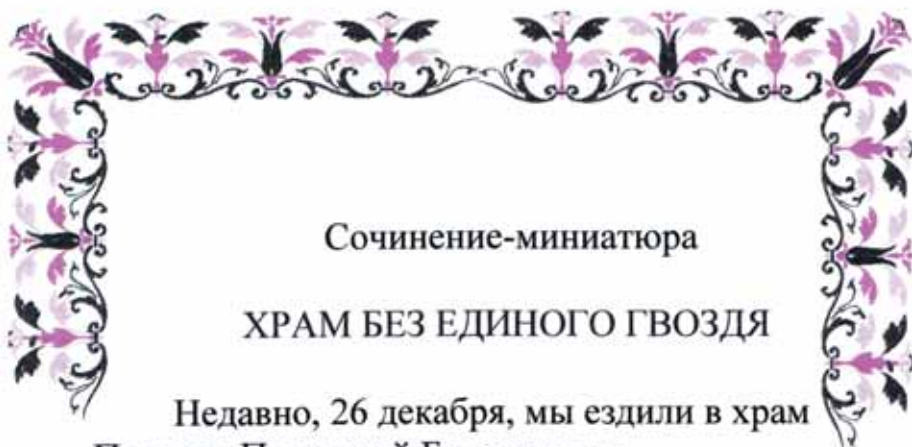 Сочинение-миниатюра
ХРАМ БЕЗ ЕДИНОГО ГВОЗДЯ
Недавно, 26 декабря, мы ездили в храм